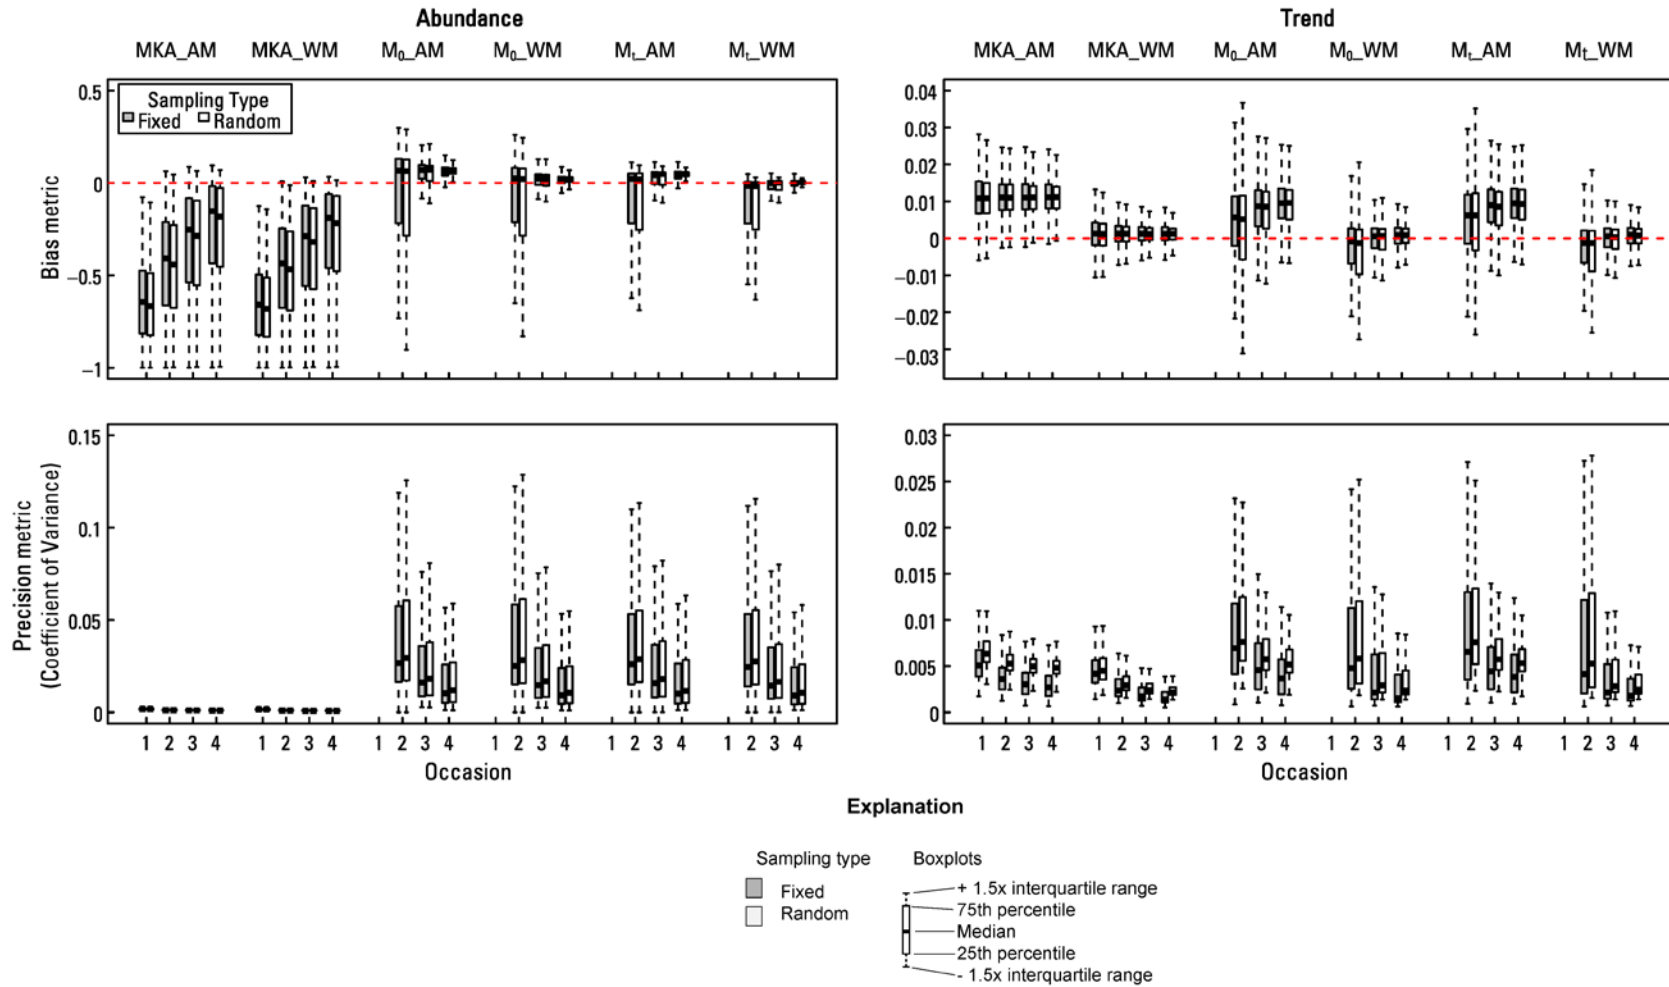 Abundance
MKA_AM MKA_WM M₀_AM M₀_WM Mₜ_AM Mₜ_WM
Bias metric
0.5
0
−0.5
−1
Sampling Type
Fixed Random
Trend
MKA_AM MKA_WM M₀_AM M₀_WM Mₜ_AM Mₜ_WM
0.04
0.03
0.02
0.01
0
−0.01
−0.02
−0.03
Precision metric
(Coefficient of Variance)
0.15
0.1
0.05
0
1 2 3 4 1 2 3 4 1 2 3 4 1 2 3 4 1 2 3 4 1 2 3 4
Occasion
0.03
0.025
0.02
0.015
0.01
0.005
0
1 2 3 4 1 2 3 4 1 2 3 4 1 2 3 4 1 2 3 4 1 2 3 4
Occasion
Explanation
Sampling type
Fixed
Random
Boxplots
+ 1.5x interquartile range
75th percentile
Median
25th percentile
- 1.5x interquartile range